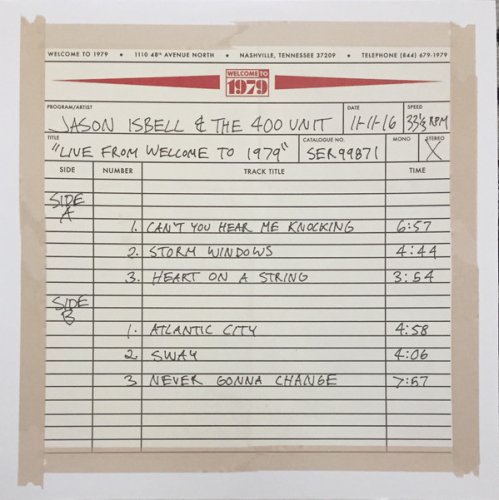 WELCOME TO 1979 • 1110 48th AVENUE NORTH • NASHVILLE, TENNESSEE 37209 • TELEPHONE (844) 679-1979
WELCOME TO
1979
PROGRAM/ARTIST DATE SPEED
JASON ISBELL & THE 400 UNIT 11-11-16 33⅓ RPM
TITLE CATALOGUE NO. MONO STEREO
"LIVE FROM WELCOME TO 1979" SER99871 X
SIDE NUMBER TRACK TITLE TIME
SIDE
A
1. CAN'T YOU HEAR ME KNOCKING 6:57
2. STORM WINDOWS 4:44
3. HEART ON A STRING 3:54
SIDE
B
1. ATLANTIC CITY 4:58
2. SWAY 4:06
3 NEVER GONNA CHANGE 7:57